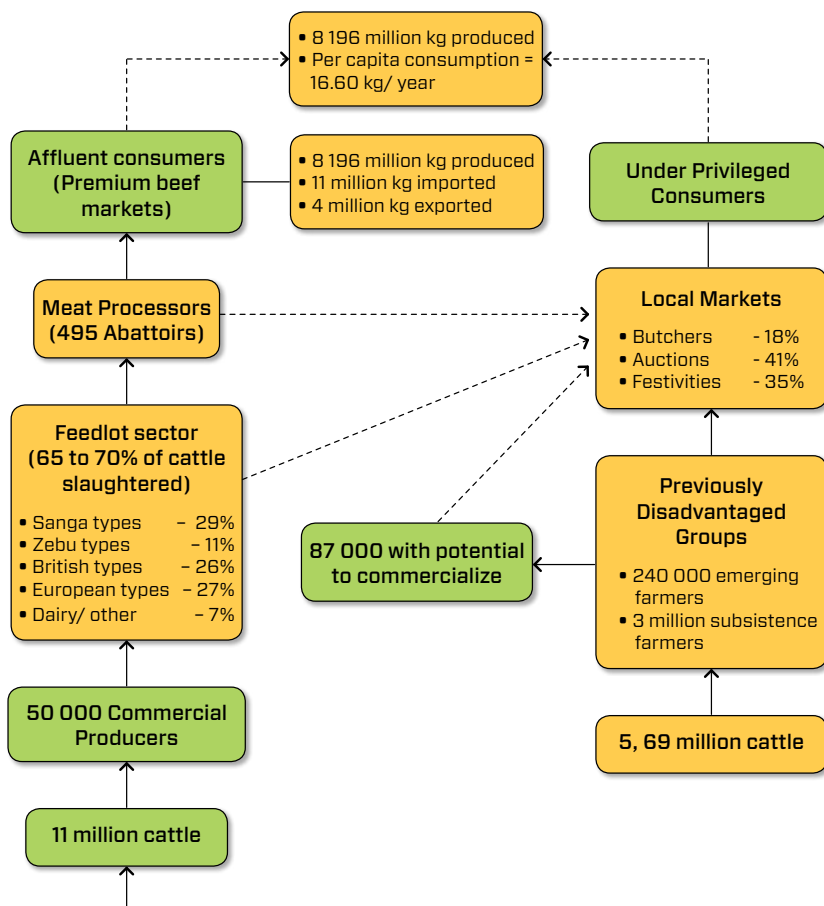 ▪ 8 196 million kg produced
▪ Per capita consumption =
16.60 kg/ year
Affluent consumers
(Premium beef
markets)
▪ 8 196 million kg produced
▪ 11 million kg imported
▪ 4 million kg exported
Under Privileged
Consumers
Meat Processors
(495 Abattoirs)
Local Markets
▪ Butchers - 18%
▪ Auctions - 41%
▪ Festivities - 35%
Feedlot sector
(65 to 70% of cattle
slaughtered)
▪ Sanga types – 29%
▪ Zebu types – 11%
▪ British types – 26%
▪ European types – 27%
▪ Dairy/ other – 7%
87 000 with potential
to commercialize
Previously
Disadvantaged
Groups
▪ 240 000 emerging
farmers
▪ 3 million subsistence
farmers
50 000 Commercial
Producers
5, 69 million cattle
11 million cattle